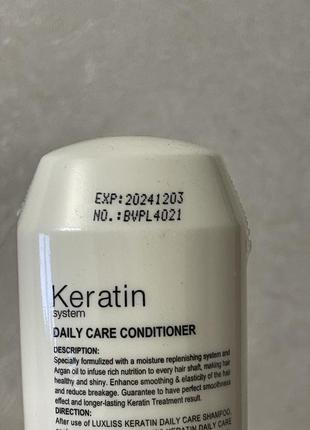 EXP:20241203
NO.:BVPL4021
Keratin
system
DAILY CARE CONDITIONER
DESCRIPTION:
Specially formulized with a moisture replenishing system and
Argan oil to infuse rich nutrition to every hair shaft, making hair
healthy and shiny. Enhance smoothing & elasticity of the hair
and reduce breakage. Guarantee to have perfect smoothness
effect and longer-lasting Keratin Treatment result.
DIRECTION:
After use of LUXLISS KERATIN DAILY CARE SHAMPOO,
KERATIN DAILY CARE